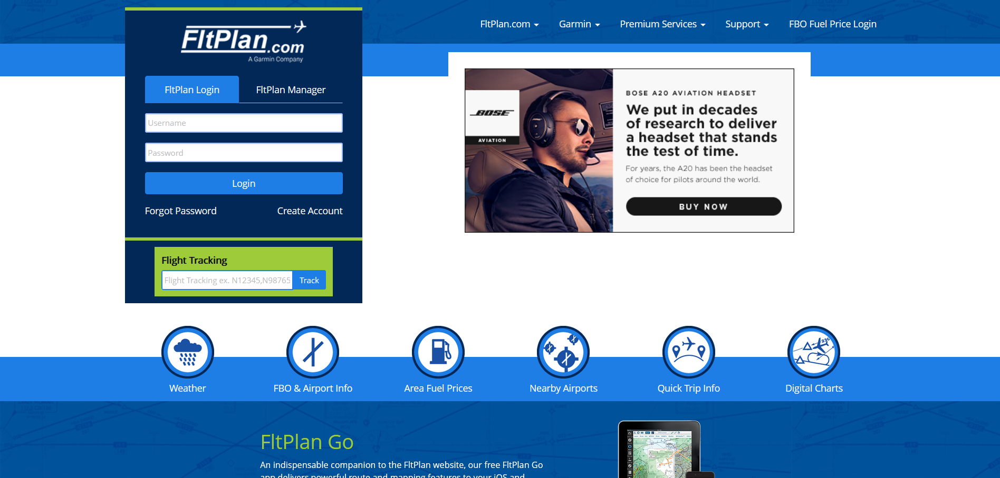 FltPlan.com
A Garmin Company
FltPlan.com
Garmin
Premium Services
Support
FBO Fuel Price Login
FltPlan Login
FltPlan Manager
Username
Password
Login
Forgot Password
Create Account
Flight Tracking
Flight Tracking ex. N12345,N98765
Track
BOSE
AVIATION
BOSE A20 AVIATION HEADSET
We put in decades
of research to deliver
a headset that stands
the test of time.
For years, the A20 has been the headset
of choice for pilots around the world.
BUY NOW
Weather
FBO & Airport Info
Area Fuel Prices
Nearby Airports
Quick Trip Info
Digital Charts
FltPlan Go
An indispensable companion to the FltPlan website, our free FltPlan Go
app delivers powerful route and mapping features to your iOS and